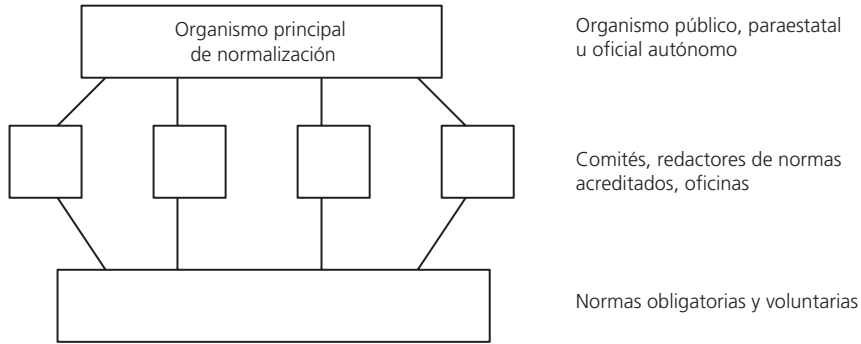 Organismo principal
de normalización
Organismo público, paraestatal
u oficial autónomo
Comités, redactores de normas
acreditados, oficinas
Normas obligatorias y voluntarias